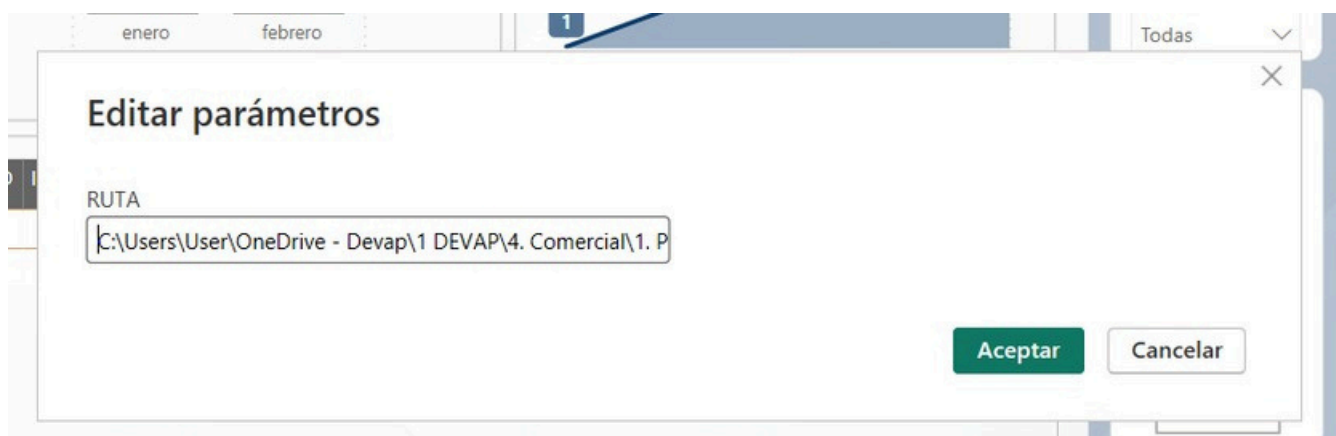 enero febrero
1
Todas
Editar parámetros
RUTA
C:\Users\User\OneDrive - Devap\1 DEVAP\4. Comercial\1. P
Aceptar Cancelar